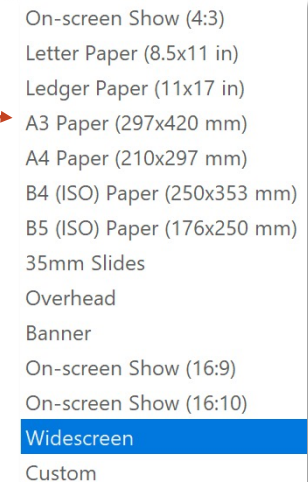 On-screen Show (4:3)
Letter Paper (8.5x11 in)
Ledger Paper (11x17 in)
A3 Paper (297x420 mm)
A4 Paper (210x297 mm)
B4 (ISO) Paper (250x353 mm)
B5 (ISO) Paper (176x250 mm)
35mm Slides
Overhead
Banner
On-screen Show (16:9)
On-screen Show (16:10)
Widescreen
Custom